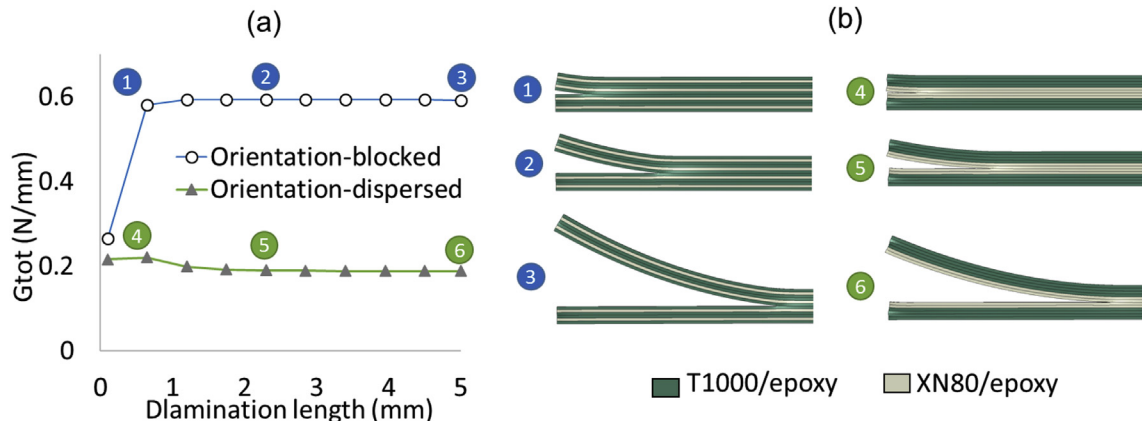 (a)
0.6
0.4
0.2
0
Gtot (N/mm)
1
2
3
Orientation-blocked
Orientation-dispersed
4
5
6
0 1 2 3 4 5
Dlamination length (mm)
(b)
1
2
3
4
5
6
T1000/epoxy
XN80/epoxy